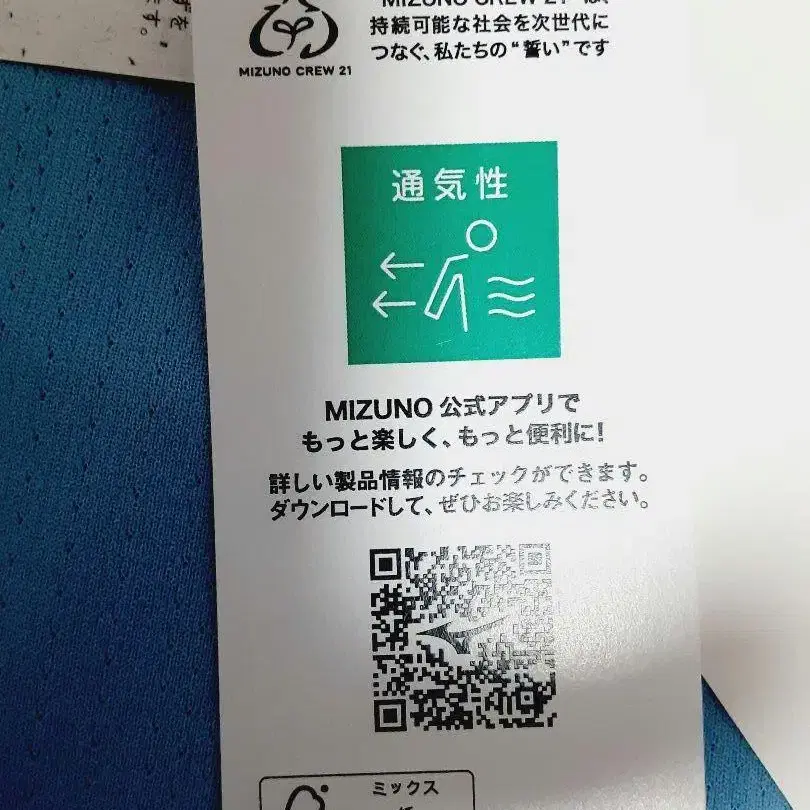 MIZUNO CREW 21
"MIZUNO CREW 21"は、
持続可能な社会を次世代に
つなぐ、私たちの“誓い”です
通気性
MIZUNO 公式アプリで
もっと楽しく、もっと便利に!
詳しい製品情報のチェックができます。
ダウンロードして、ぜひお楽しみください。
ミックス